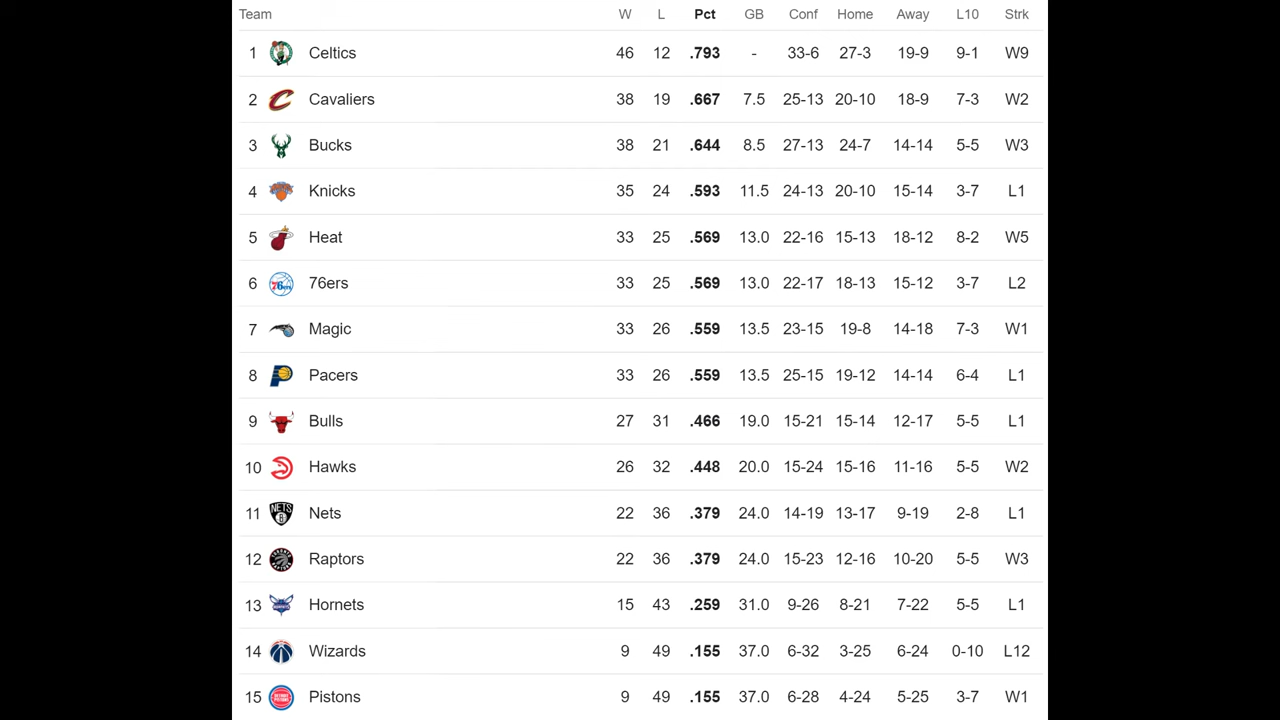 Team W L Pct GB Conf Home Away L10 Strk
1 Celtics 46 12 .793 - 33-6 27-3 19-9 9-1 W9
2 Cavaliers 38 19 .667 7.5 25-13 20-10 18-9 7-3 W2
3 Bucks 38 21 .644 8.5 27-13 24-7 14-14 5-5 W3
4 Knicks 35 24 .593 11.5 24-13 20-10 15-14 3-7 L1
5 Heat 33 25 .569 13.0 22-16 15-13 18-12 8-2 W5
6 76ers 33 25 .569 13.0 22-17 18-13 15-12 3-7 L2
7 Magic 33 26 .559 13.5 23-15 19-8 14-18 7-3 W1
8 Pacers 33 26 .559 13.5 25-15 19-12 14-14 6-4 L1
9 Bulls 27 31 .466 19.0 15-21 15-14 12-17 5-5 L1
10 Hawks 26 32 .448 20.0 15-24 15-16 11-16 5-5 W2
11 NETS Nets 22 36 .379 24.0 14-19 13-17 9-19 2-8 L1
12 Raptors 22 36 .379 24.0 15-23 12-16 10-20 5-5 W3
13 Hornets 15 43 .259 31.0 9-26 8-21 7-22 5-5 L1
14 Wizards 9 49 .155 37.0 6-32 3-25 6-24 0-10 L12
15 Pistons 9 49 .155 37.0 6-28 4-24 5-25 3-7 W1